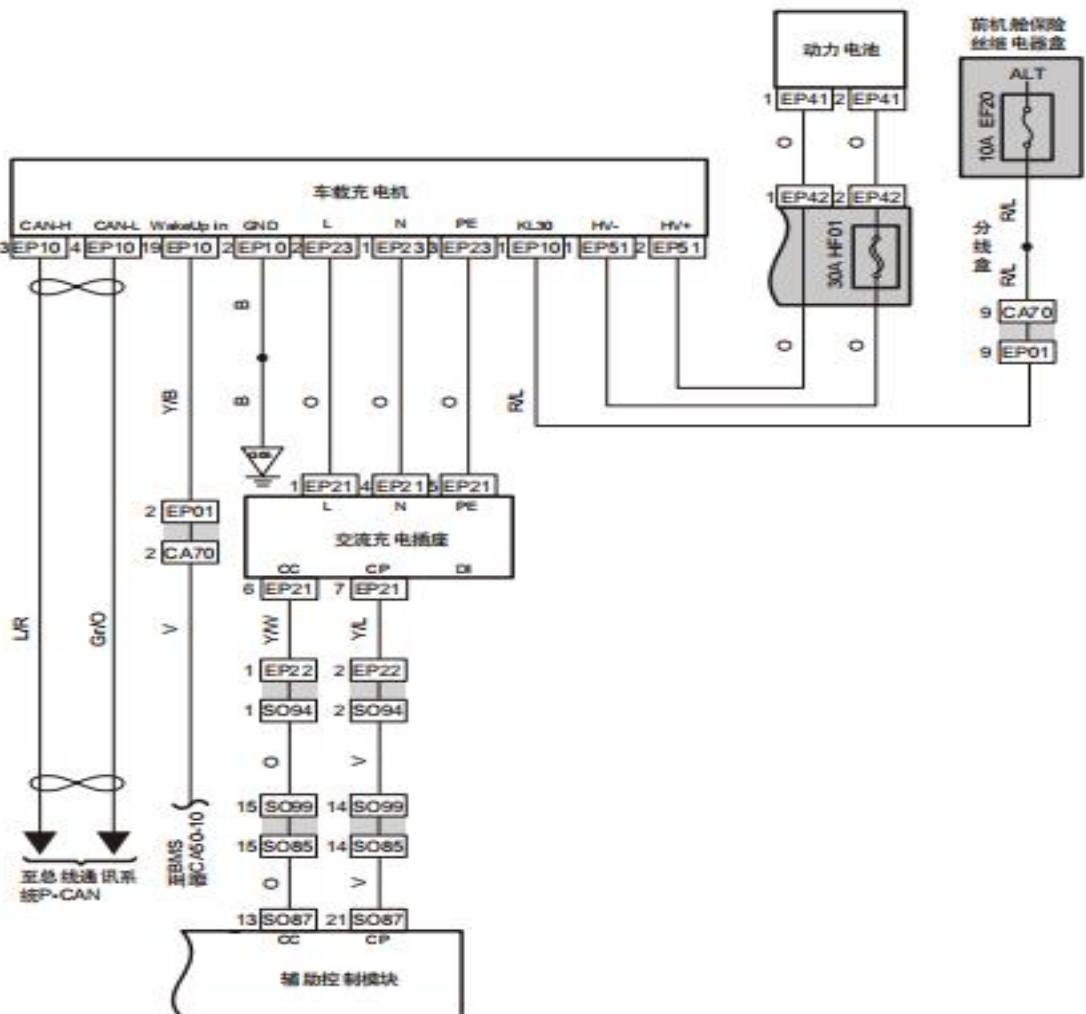 动力电池
前机舱保险
丝继电器盒
ALT
10A EF20
1 EP41 2 EP41
O O
R/L
1 EP42 2 EP42
30A HF01
分线盒
R/L
9 CA70
9 EP01
O O
车载充电机
CAN-H CAN-L WakeUp in GND L N PE KL30 HV- HV+
3 EP10 4 EP10 19 EP10 2 EP10 2 EP23 1 EP23 3 EP23 1 EP10 1 EP51 2 EP51
B
Y/B B O O O R/L
1 EP21 4 EP21 5 EP21
L N PE
交流充电插座
CC CP DI
2 EP01
2 CA70
6 EP21 7 EP21
L/R Gr/O V Y/W Y/L
1 EP22 2 EP22
1 SO94 2 SO94
O V
15 SO99 14 SO99
15 SO85 14 SO85
O V
至总线通讯系
统P-CAN
至BMS
器CA60-10
13 SO87 21 SO87
CC CP
辅助控制模块